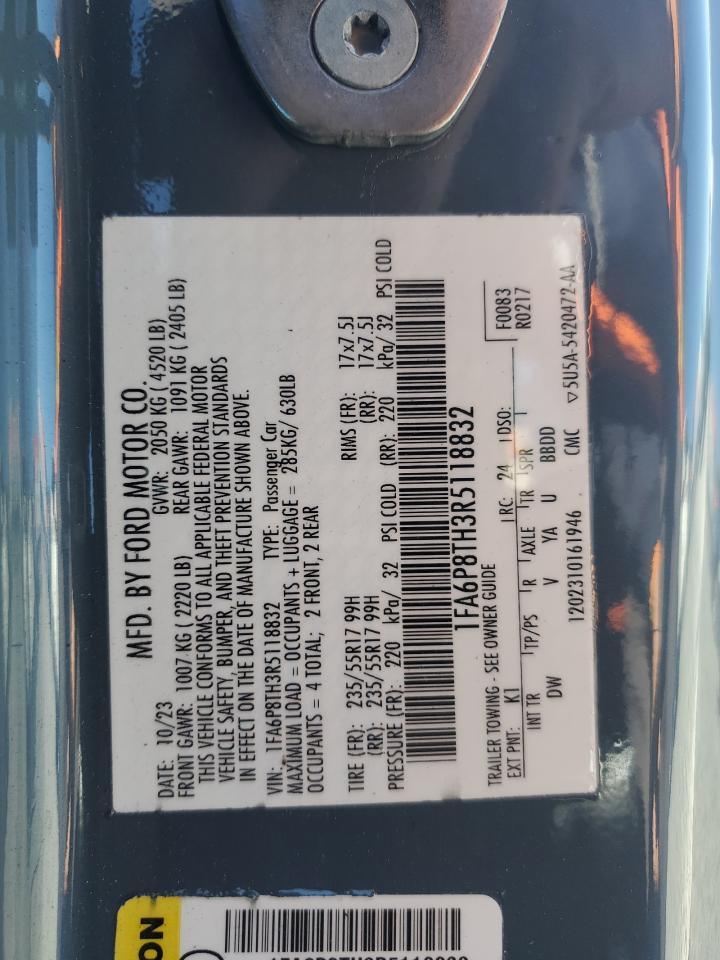 MFD. BY FORD MOTOR CO.
DATE: 10/23 GVWR: 2050 KG ( 4520 LB)
FRONT GAWR: 1007 KG ( 2220 LB) REAR GAWR: 1091 KG ( 2405 LB)
THIS VEHICLE CONFORMS TO ALL APPLICABLE FEDERAL MOTOR
VEHICLE SAFETY, BUMPER, AND THEFT PREVENTION STANDARDS
IN EFFECT ON THE DATE OF MANUFACTURE SHOWN ABOVE.
VIN: 1FA6P8TH3R5118832 TYPE: Passenger Car
MAXIMUM LOAD = OCCUPANTS + LUGGAGE = 285KG/ 630LB
OCCUPANTS = 4 TOTAL; 2 FRONT, 2 REAR
TIRE (FR): 235/55R17 99H RIMS (FR): 17x7.5J
(RR): 235/55R17 99H (RR): 17x7.5J
PRESSURE (FR): 220 kPa/ 32 PSI COLD (RR): 220 kPa/ 32 PSI COLD
1FA6P8TH3R5118832
F0083
R0217
TRAILER TOWING - SEE OWNER GUIDE
EXT PNT: K1 RC: 24 DSO:
INT TR TP/PS R AXLE TR SPR T
DW V YA U BBDD
1202310161946 CMC ▽5U5A-5420472-AA
ON